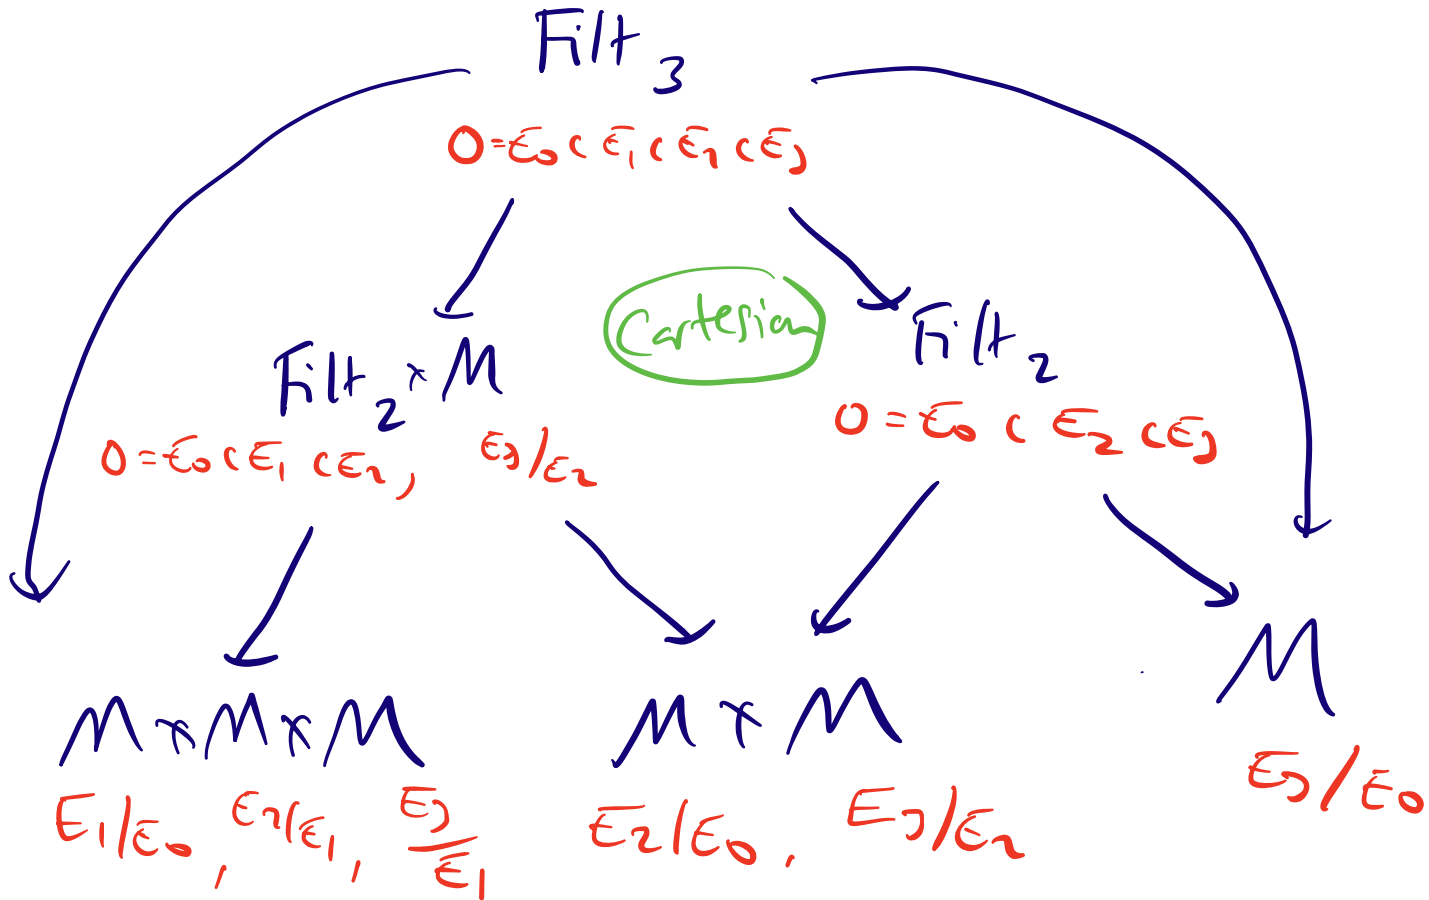 Filt₃
0 = E₀ ⊂ E₁ ⊂ E₂ ⊂ E₃
Cartesian
Filt₂ × M
Filt₂
0 = E₀ ⊂ E₁ ⊂ E₂, E₃/E₂
0 = E₀ ⊂ E₂ ⊂ E₃
M × M × M
M × M
M
E₁/E₀, E₂/E₁, E₃/E₁
E₂/E₀, E₃/E₂
E₃/E₀